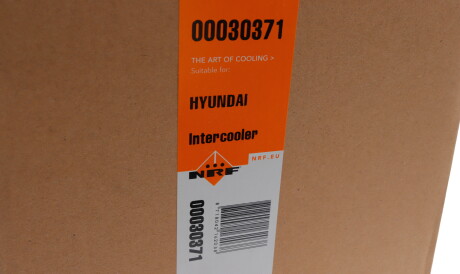 00030371
THE ART OF COOLING >
Suitable for:
HYUNDAI
Intercooler
NRF
NRF.EU
00030371